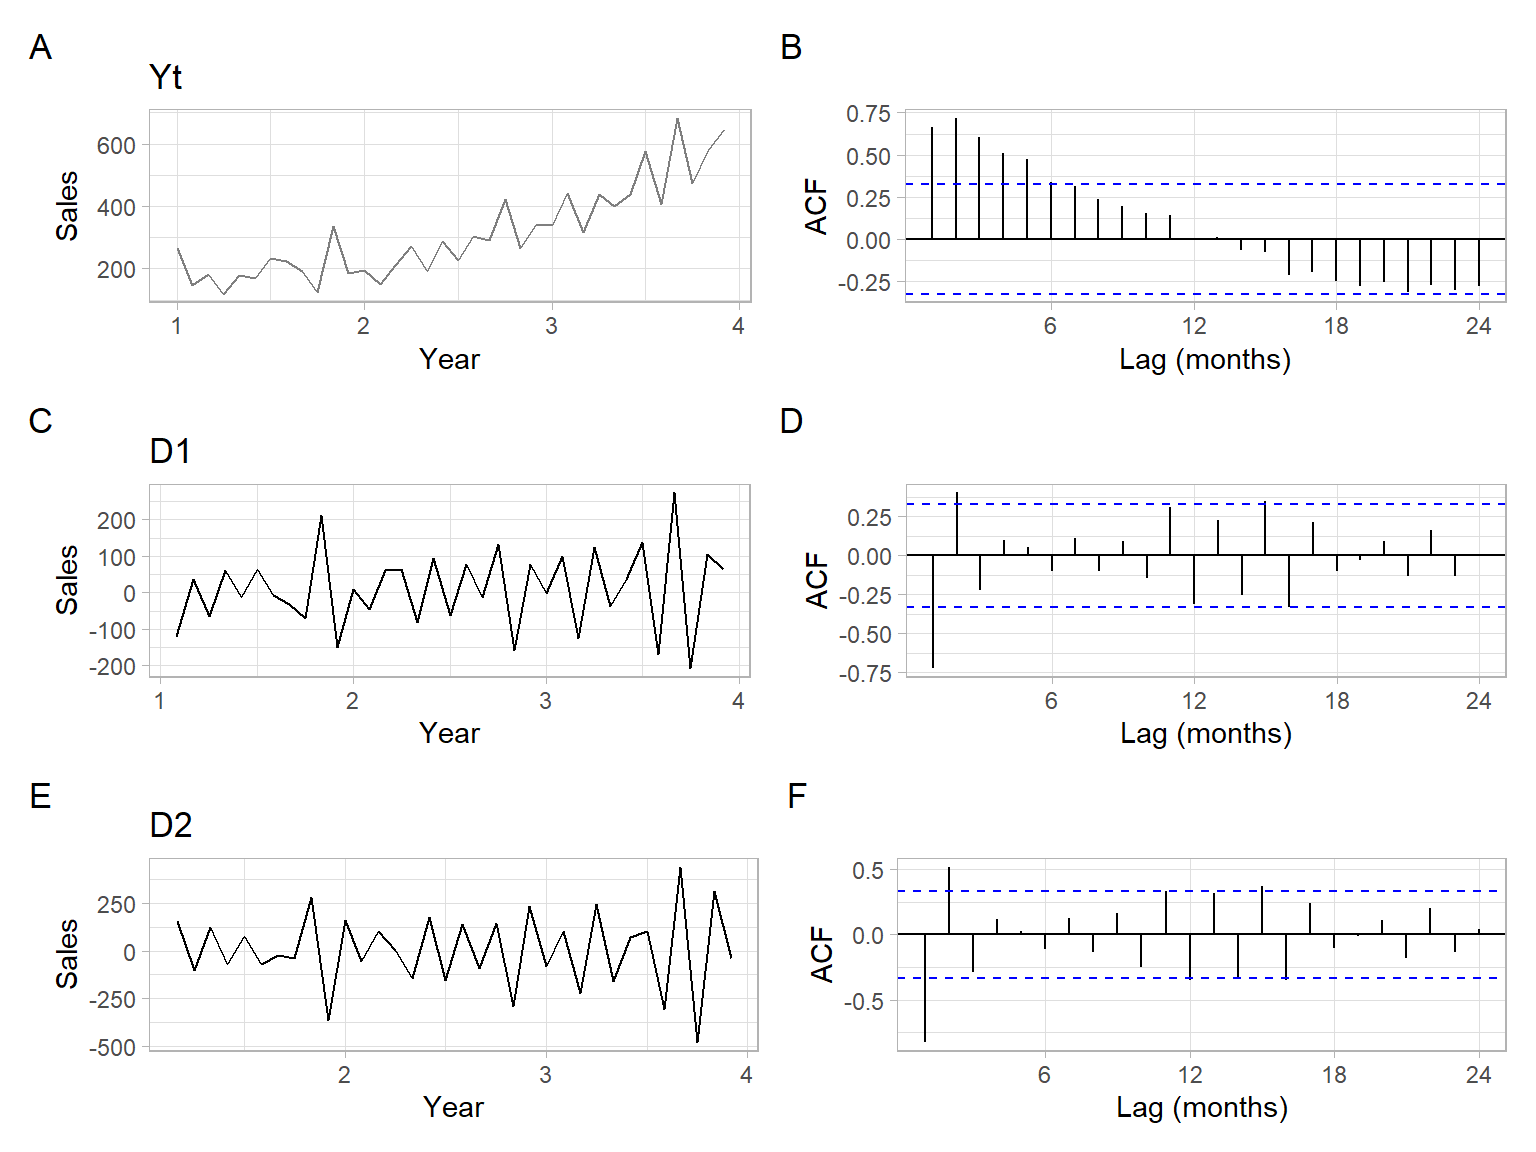 A
Yt
Sales
600
400
200
1 2 3 4
Year
B
ACF
0.75
0.50
0.25
0.00
-0.25
6 12 18 24
Lag (months)
C
D1
Sales
200
100
0
-100
-200
1 2 3 4
Year
D
ACF
0.25
0.00
-0.25
-0.50
-0.75
6 12 18 24
Lag (months)
E
D2
Sales
250
0
-250
-500
2 3 4
Year
F
ACF
0.5
0.0
-0.5
6 12 18 24
Lag (months)